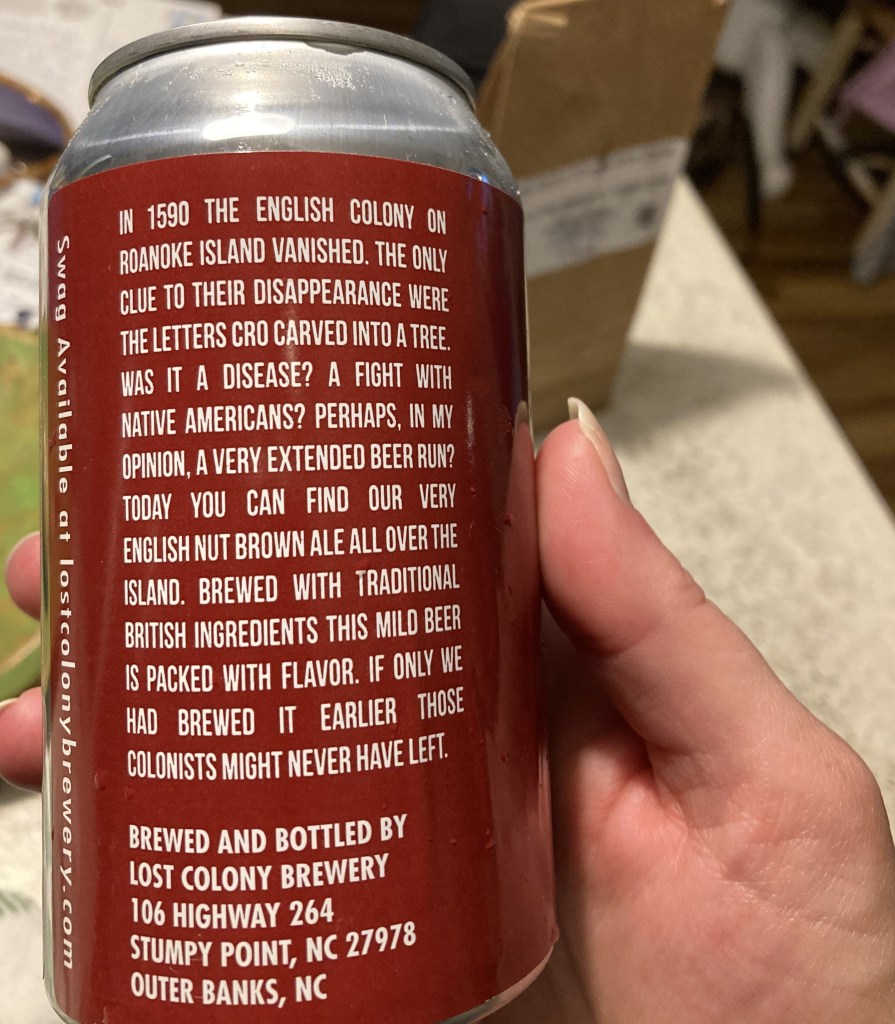 IN 1590 THE ENGLISH COLONY ON
ROANOKE ISLAND VANISHED. THE ONLY
CLUE TO THEIR DISAPPEARANCE WERE
THE LETTERS CRO CARVED INTO A TREE.
WAS IT A DISEASE? A FIGHT WITH
NATIVE AMERICANS? PERHAPS, IN MY
OPINION, A VERY EXTENDED BEER RUN?
TODAY YOU CAN FIND OUR VERY
ENGLISH NUT BROWN ALE ALL OVER THE
ISLAND. BREWED WITH TRADITIONAL
BRITISH INGREDIENTS THIS MILD BEER
IS PACKED WITH FLAVOR. IF ONLY WE
HAD BREWED IT EARLIER THOSE
COLONISTS MIGHT NEVER HAVE LEFT.
BREWED AND BOTTLED BY
LOST COLONY BREWERY
106 HIGHWAY 264
STUMPY POINT, NC 27978
OUTER BANKS, NC
Swag Available at lostcolonybrewery.com